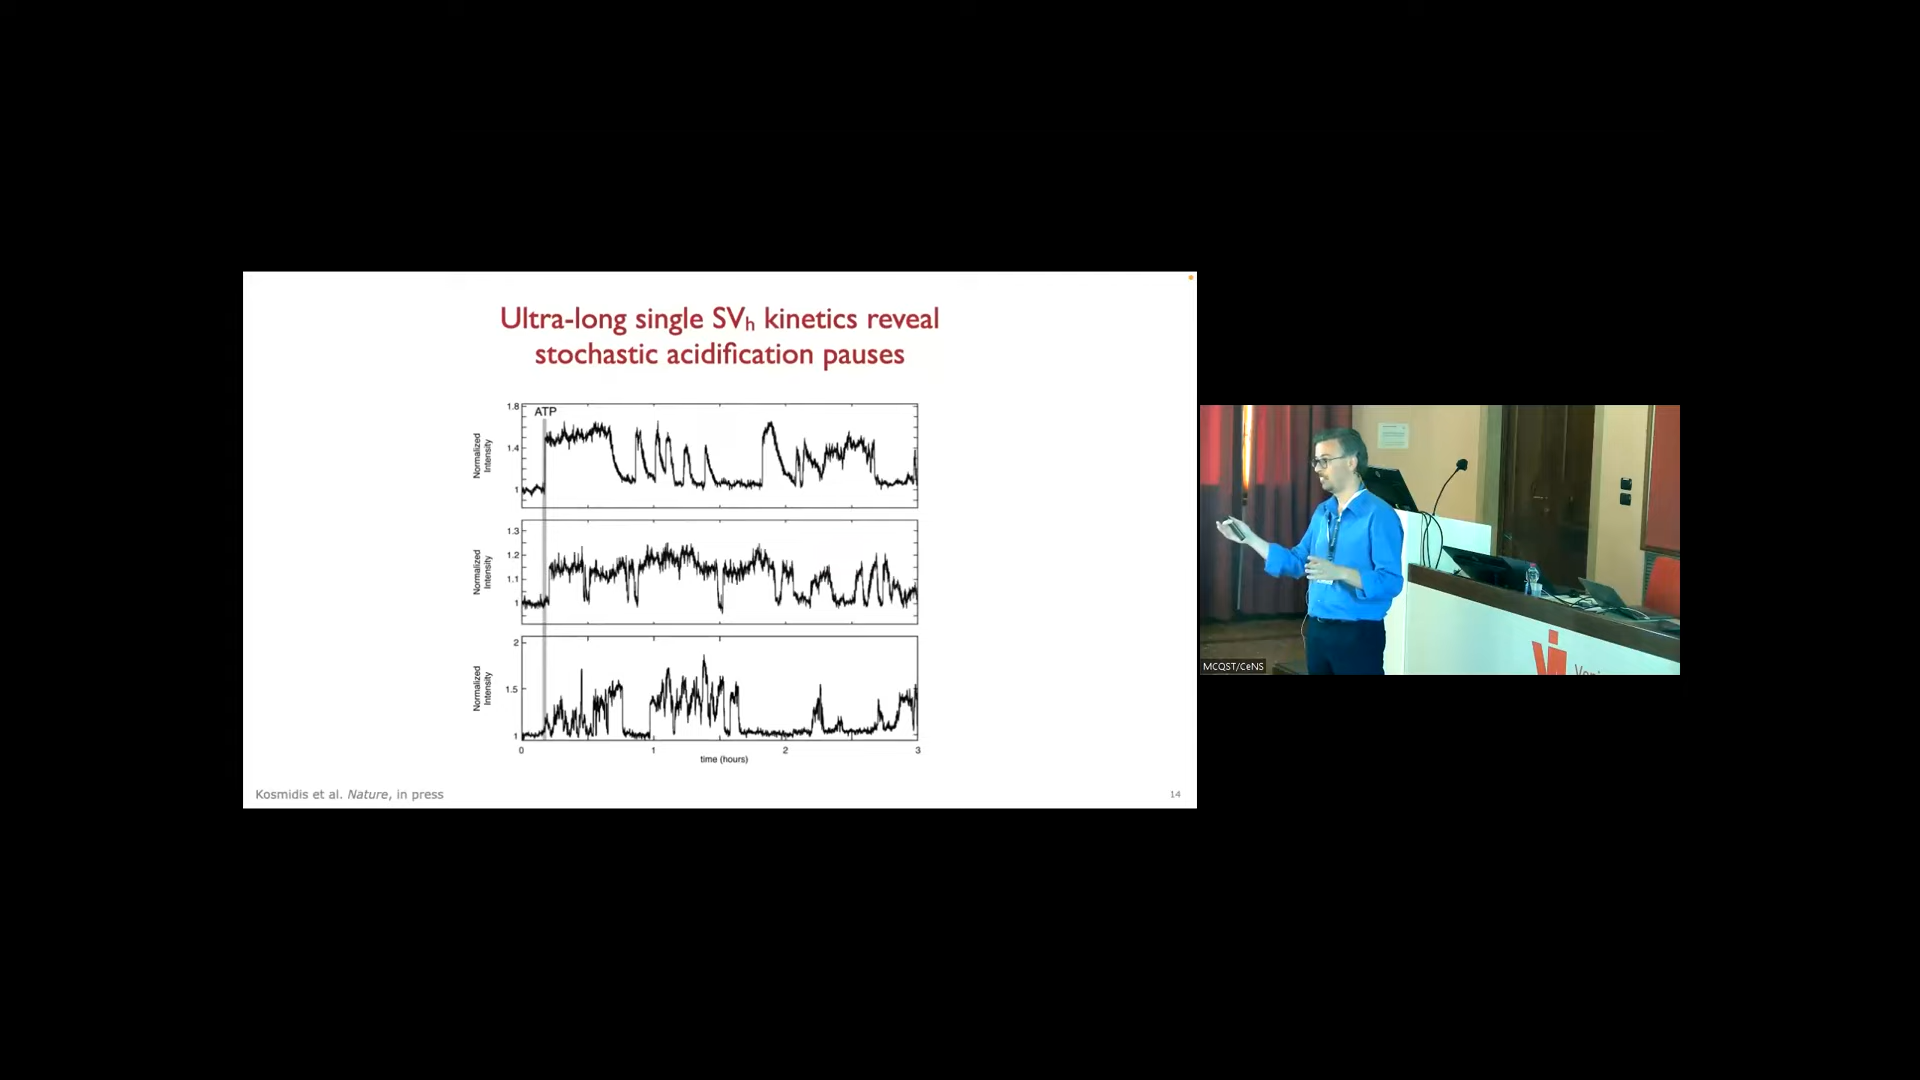 Ultra-long single SVh kinetics reveal
stochastic acidification pauses
ATP
1.8
1.4
1
Normalized
Intensity
1.3
1.2
1.1
1
Normalized
Intensity
2
1.5
1
Normalized
Intensity
0 1 2 3
time (hours)
Kosmidis et al. Nature, in press
14
MCQST/CeNS